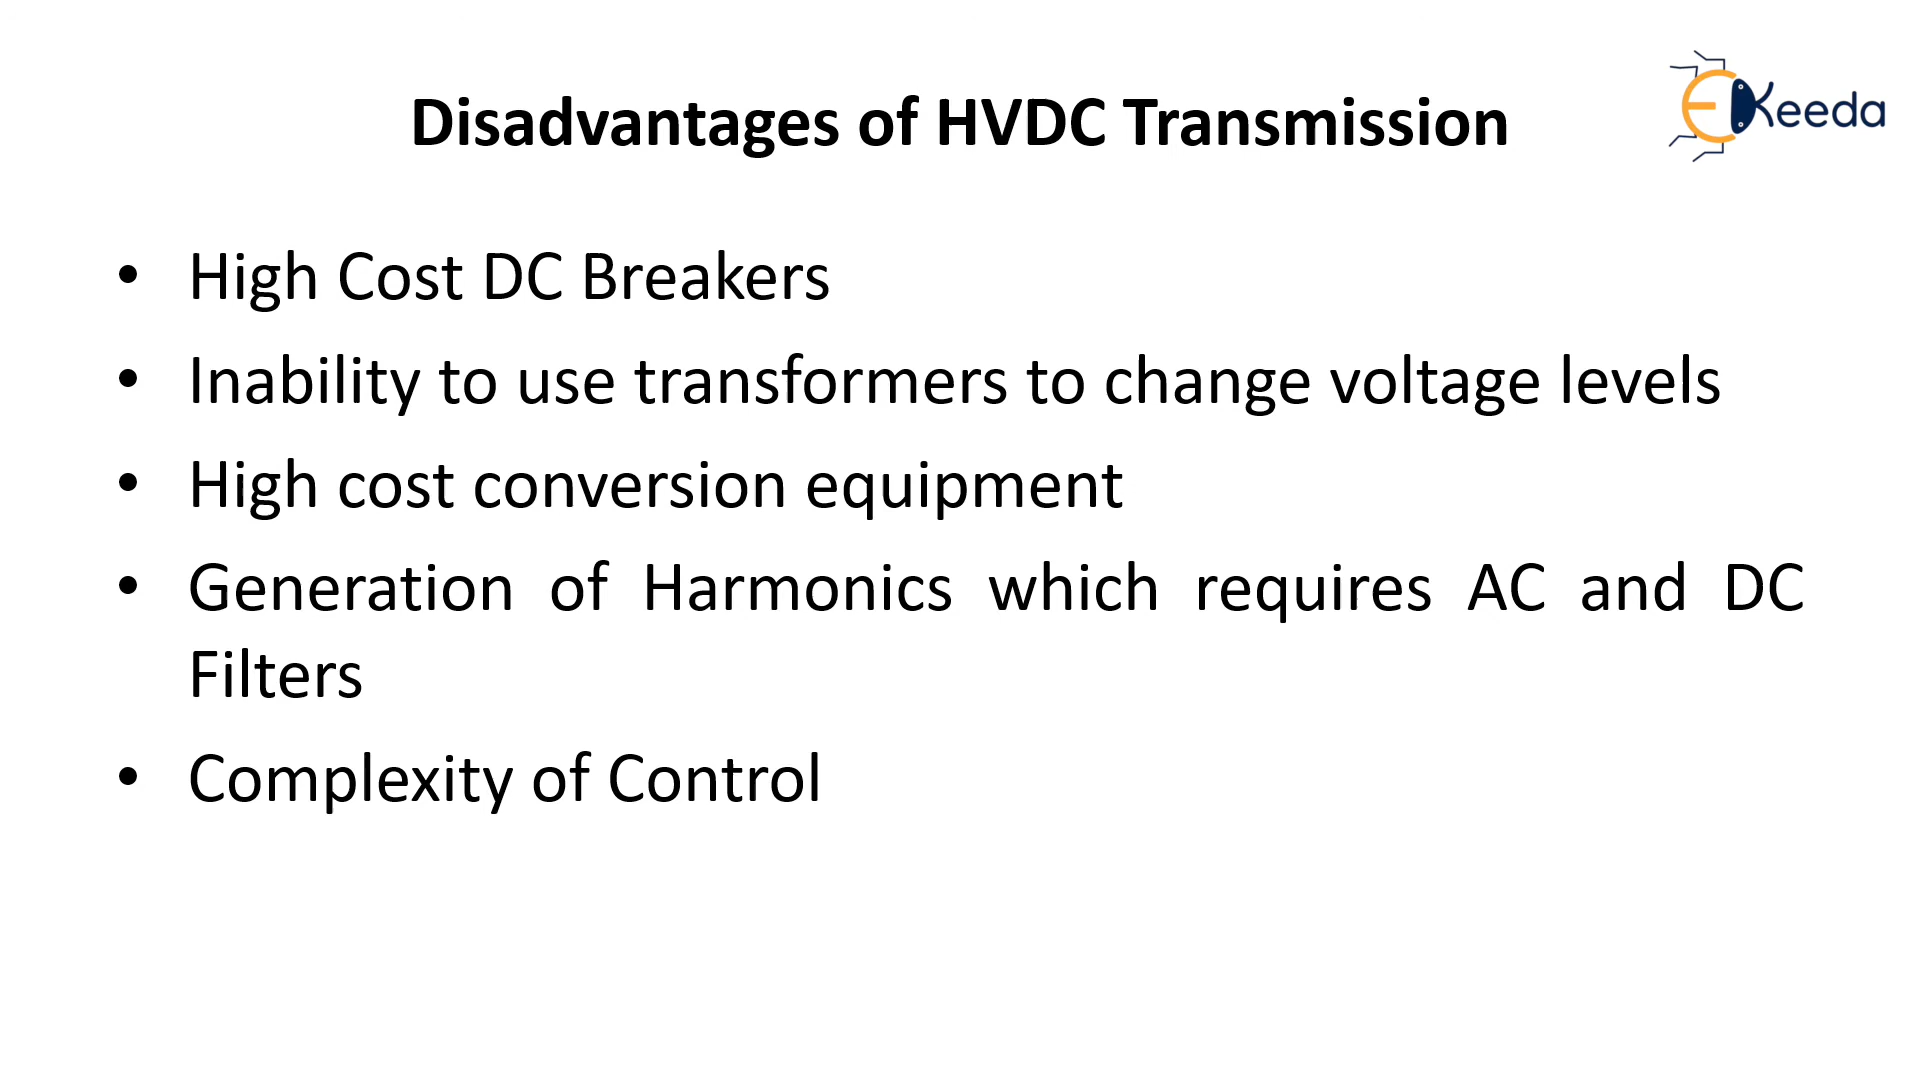 Disadvantages of HVDC Transmission
EKeeda
• High Cost DC Breakers
• Inability to use transformers to change voltage levels
• High cost conversion equipment
• Generation of Harmonics which requires AC and DC
Filters
• Complexity of Control